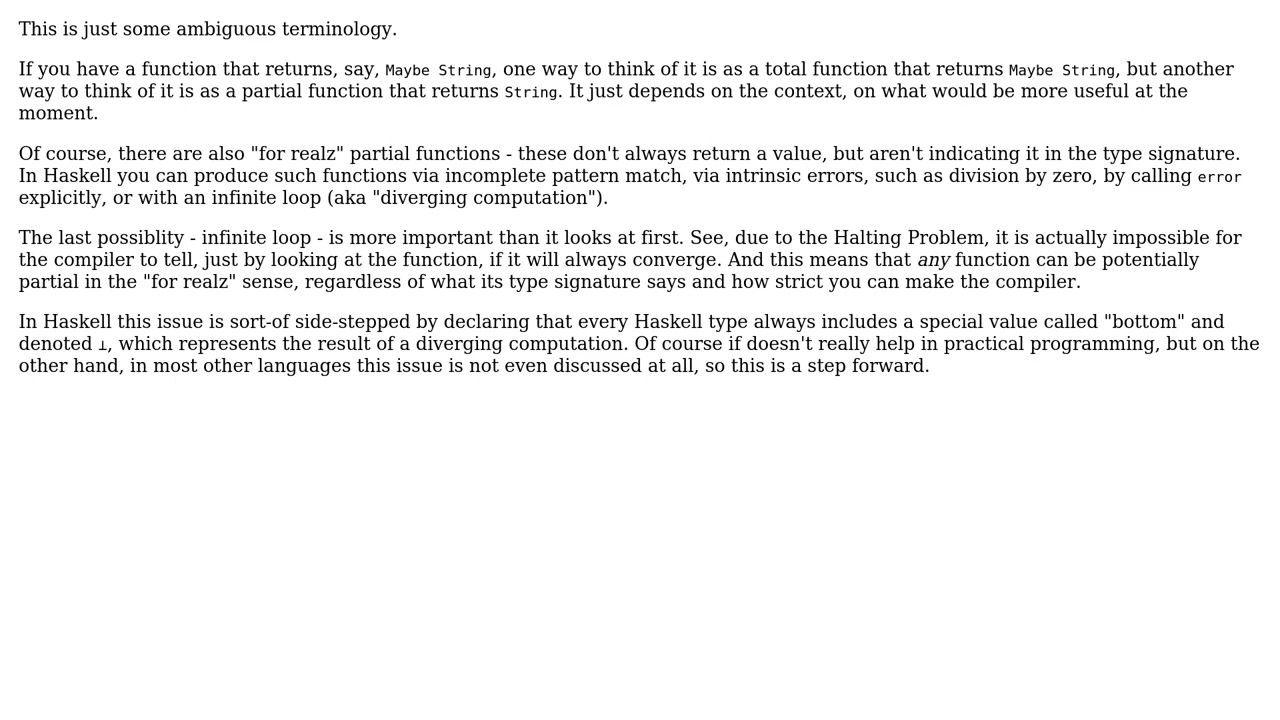 This is just some ambiguous terminology.
If you have a function that returns, say, Maybe String, one way to think of it is as a total function that returns Maybe String, but another
way to think of it is as a partial function that returns String. It just depends on the context, on what would be more useful at the
moment.
Of course, there are also "for realz" partial functions - these don't always return a value, but aren't indicating it in the type signature.
In Haskell you can produce such functions via incomplete pattern match, via intrinsic errors, such as division by zero, by calling error
explicitly, or with an infinite loop (aka "diverging computation").
The last possiblity - infinite loop - is more important than it looks at first. See, due to the Halting Problem, it is actually impossible for
the compiler to tell, just by looking at the function, if it will always converge. And this means that any function can be potentially
partial in the "for realz" sense, regardless of what its type signature says and how strict you can make the compiler.
In Haskell this issue is sort-of side-stepped by declaring that every Haskell type always includes a special value called "bottom" and
denoted ⊥, which represents the result of a diverging computation. Of course if doesn't really help in practical programming, but on the
other hand, in most other languages this issue is not even discussed at all, so this is a step forward.